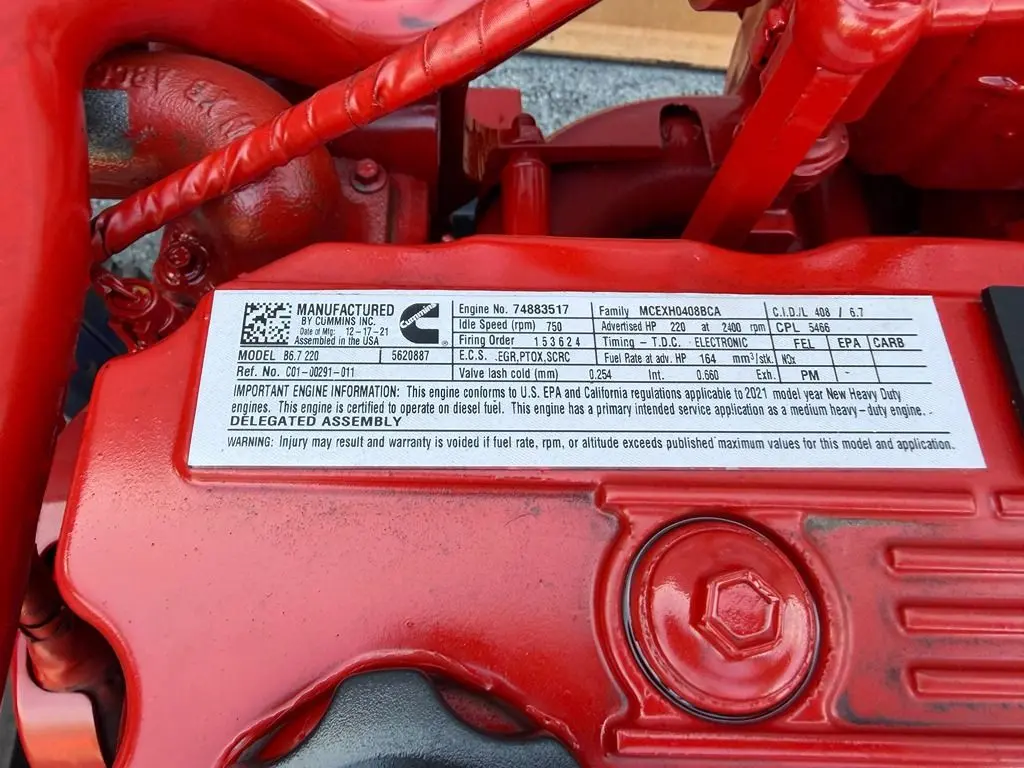 MANUFACTURED
BY CUMMINS INC.
Date of Mfg: 12-17-21
Assembled in the USA
Cummins
®
MODEL B6.7 220 5620887
Ref. No. C01-00291-011
Engine No. 74883517
Idle Speed (rpm) 750
Firing Order 153624
E.C.S. .EGR,PTOX,SCRC
Valve lash cold (mm) 0.254 Int. 0.660 Exh.
Family MCEXH0408BCA
Advertised HP 220 at 2400 rpm
Timing - T.D.C. ELECTRONIC
Fuel Rate at adv. HP 164 mm³/stk.
C.I.D./L 408 / 6.7
CPL 5466
FEL EPA CARB
NOx
PM -
IMPORTANT ENGINE INFORMATION: This engine conforms to U.S. EPA and California regulations applicable to 2021 model year New Heavy Duty
engines. This engine is certified to operate on diesel fuel. This engine has a primary intended service application as a medium heavy-duty engine.
DELEGATED ASSEMBLY
WARNING: Injury may result and warranty is voided if fuel rate, rpm, or altitude exceeds published maximum values for this model and application.